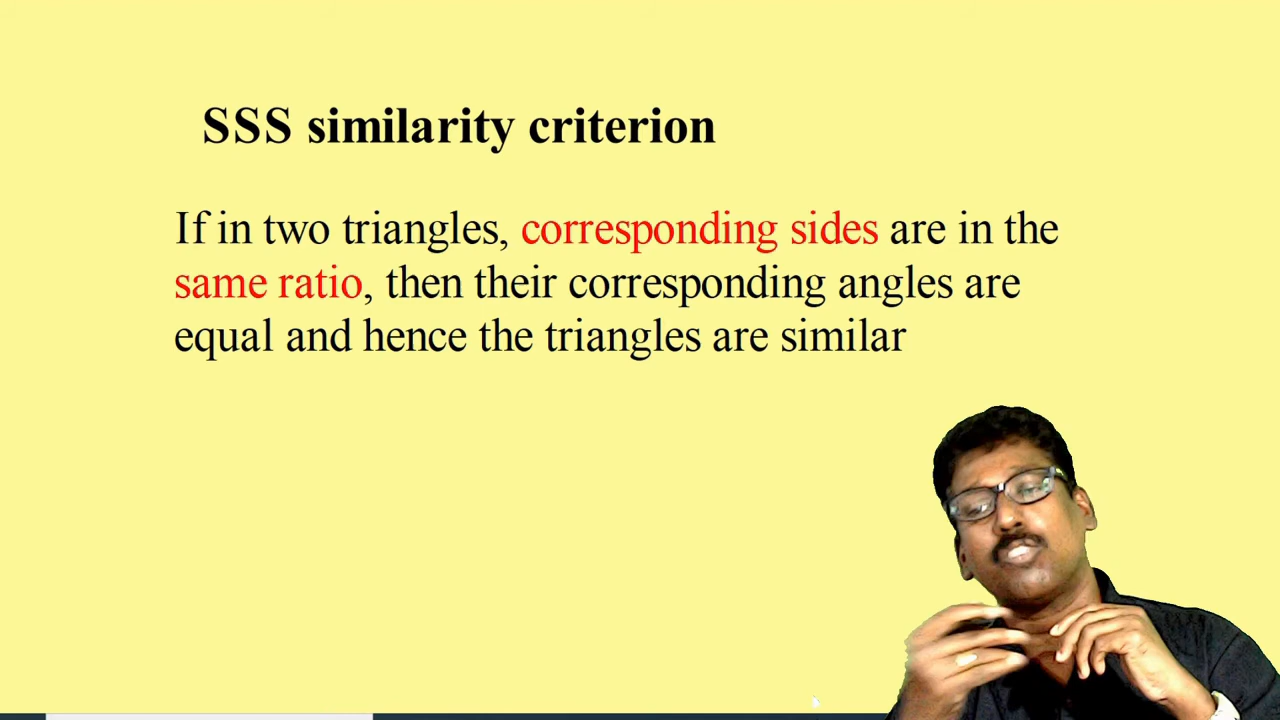 SSS similarity criterion
If in two triangles, corresponding sides are in the
same ratio, then their corresponding angles are
equal and hence the triangles are similar